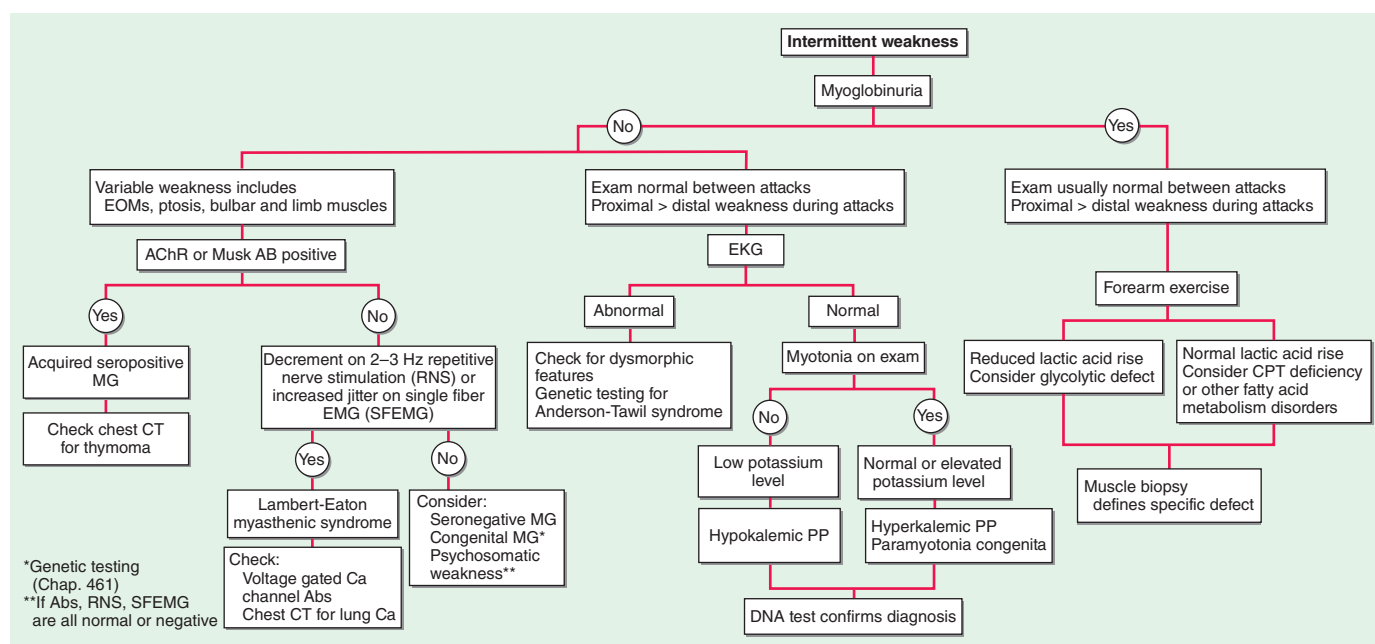 Intermittent weakness
Myoglobinuria
No
Yes
Variable weakness includes
EOMs, ptosis, bulbar and limb muscles
AChR or Musk AB positive
Yes
No
Acquired seropositive
MG
Check chest CT
for thymoma
Decrement on 2–3 Hz repetitive
nerve stimulation (RNS) or
increased jitter on single fiber
EMG (SFEMG)
Yes
No
Lambert-Eaton
myasthenic syndrome
Check:
Voltage gated Ca
channel Abs
Chest CT for lung Ca
Consider:
Seronegative MG
Congenital MG*
Psychosomatic
weakness**
Exam normal between attacks
Proximal > distal weakness during attacks
EKG
Abnormal
Normal
Check for dysmorphic
features
Genetic testing for
Anderson-Tawil syndrome
Myotonia on exam
No
Yes
Low potassium
level
Normal or elevated
potassium level
Hypokalemic PP
Hyperkalemic PP
Paramyotonia congenita
DNA test confirms diagnosis
Exam usually normal between attacks
Proximal > distal weakness during attacks
Forearm exercise
Reduced lactic acid rise
Consider glycolytic defect
Normal lactic acid rise
Consider CPT deficiency
or other fatty acid
metabolism disorders
Muscle biopsy
defines specific defect
*Genetic testing
(Chap. 461)
**If Abs, RNS, SFEMG
are all normal or negative